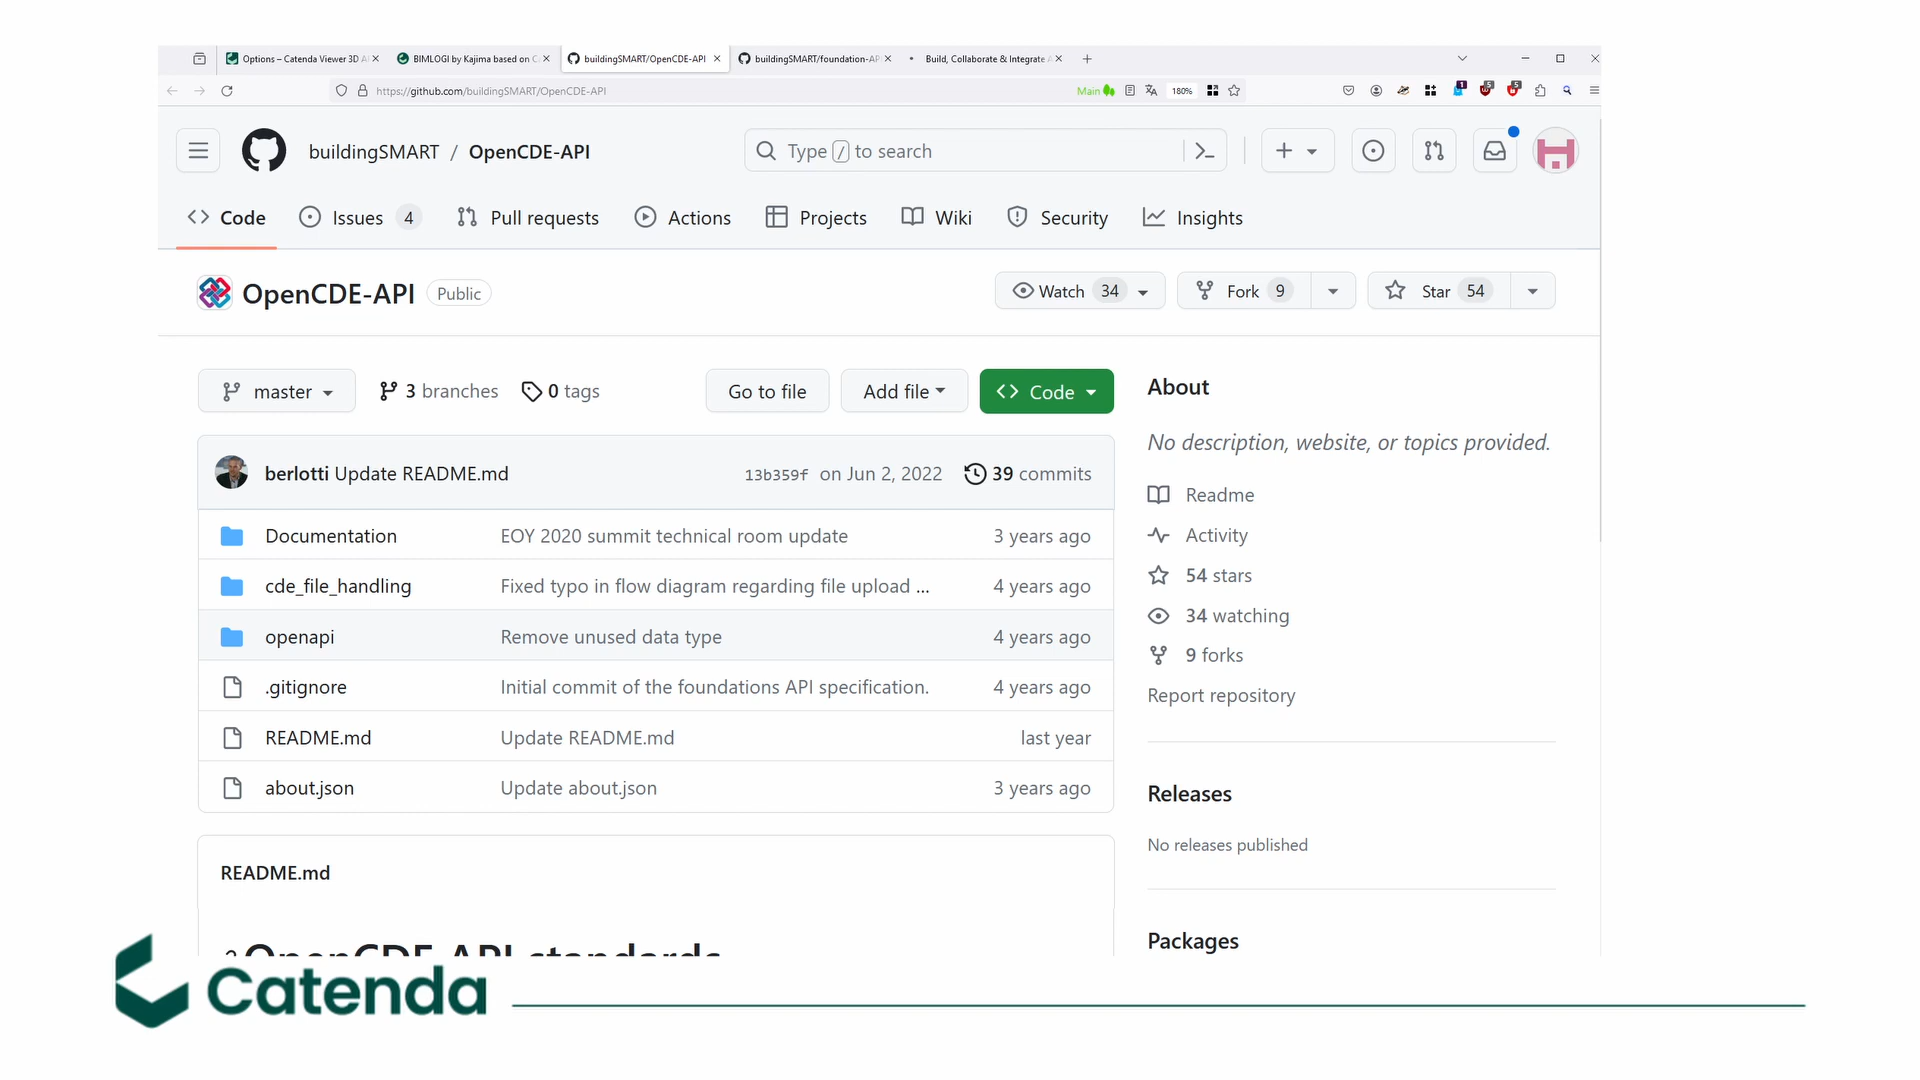 Options – Catenda Viewer 3D A
BIMLOGI by Kajima based on C
buildingSMART/OpenCDE-API
buildingSMART/foundation-AP
Build, Collaborate & Integrate
https://github.com/buildingSMART/OpenCDE-API
Main
180%
buildingSMART / OpenCDE-API
Type / to search
Code
Issues 4
Pull requests
Actions
Projects
Wiki
Security
Insights
OpenCDE-API Public
Watch 34
Fork 9
Star 54
master
3 branches
0 tags
Go to file
Add file
Code
berlotti Update README.md 13b359f on Jun 2, 2022 39 commits
Documentation EOY 2020 summit technical room update 3 years ago
cde_file_handling Fixed typo in flow diagram regarding file upload ... 4 years ago
openapi Remove unused data type 4 years ago
.gitignore Initial commit of the foundations API specification. 4 years ago
README.md Update README.md last year
about.json Update about.json 3 years ago
README.md
OpenCDE-API standards
About
No description, website, or topics provided.
Readme
Activity
54 stars
34 watching
9 forks
Report repository
Releases
No releases published
Packages
Catenda